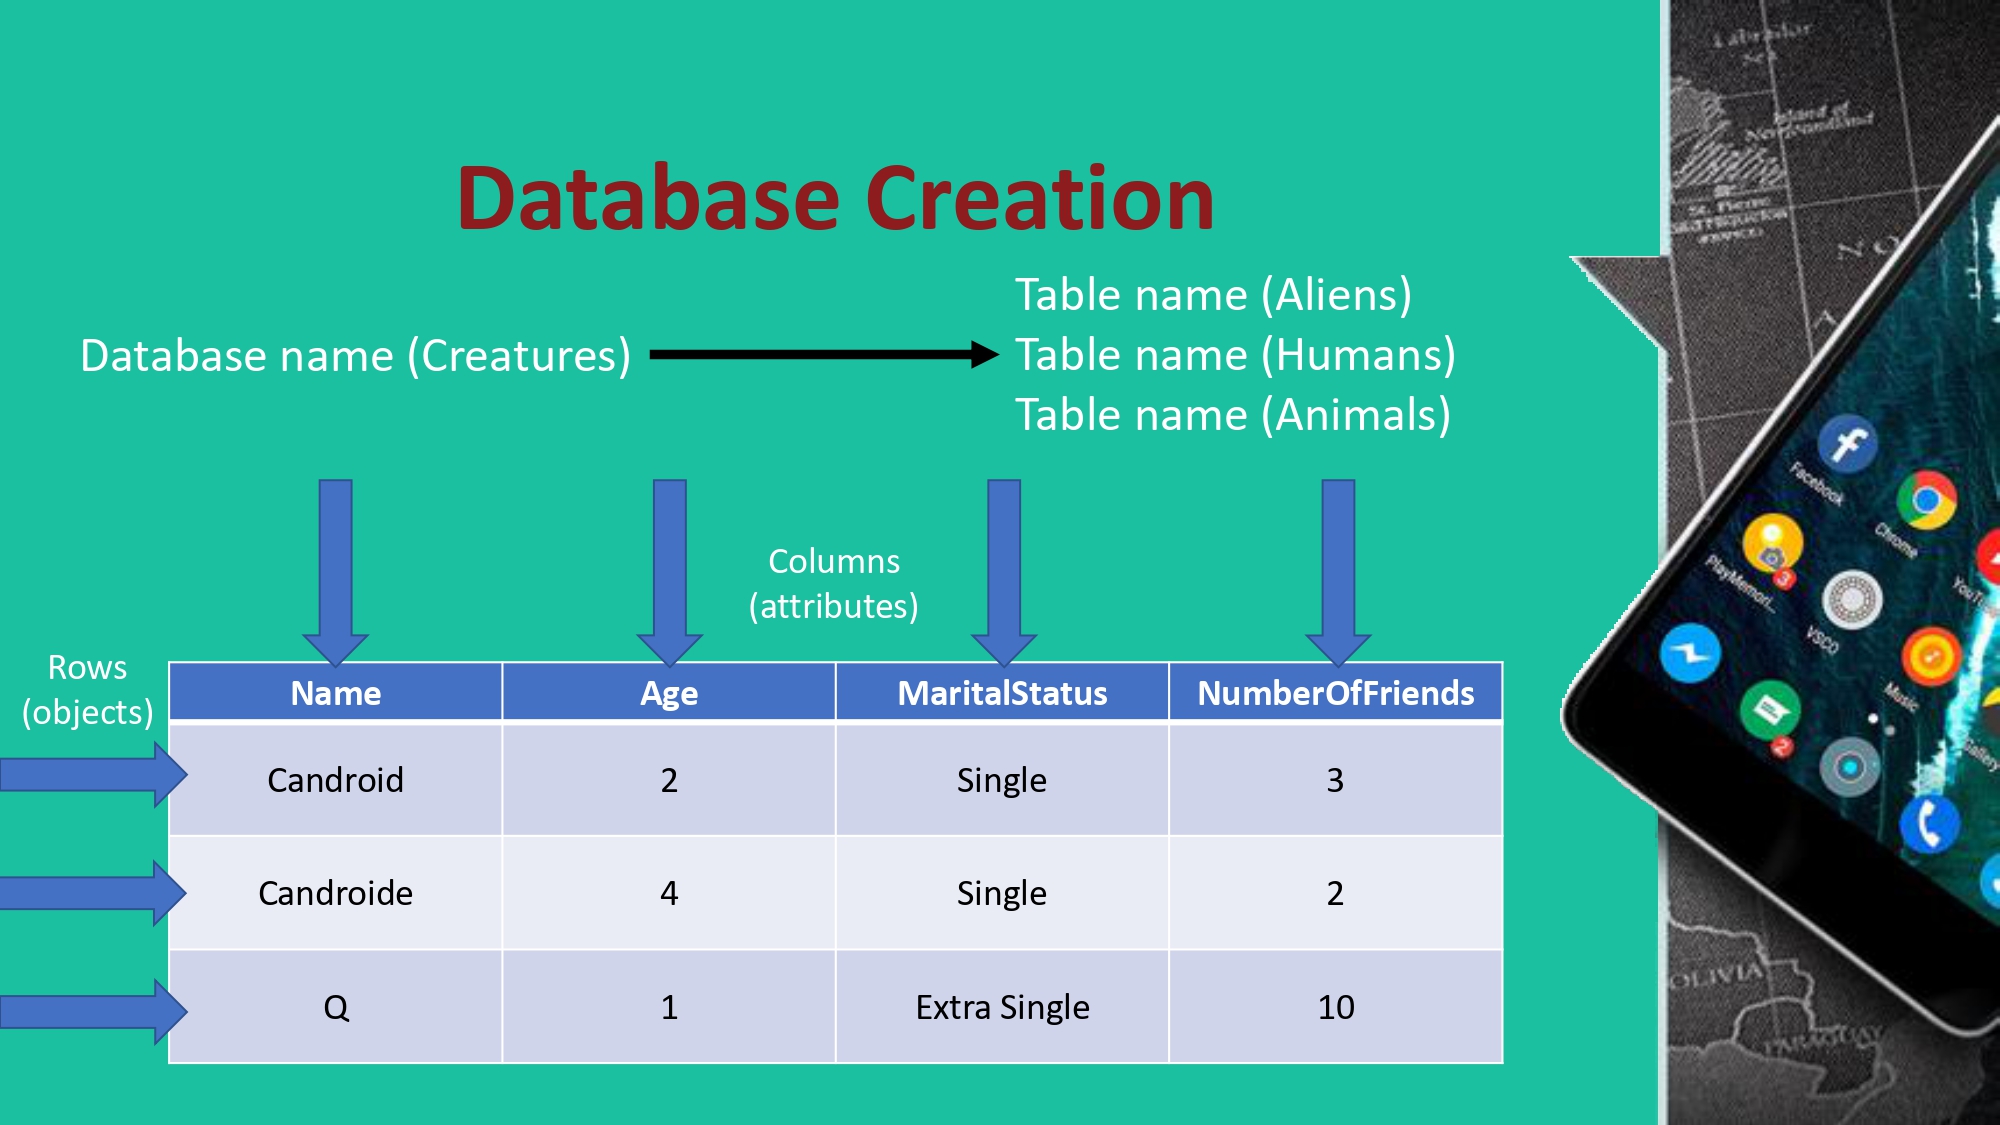 Database Creation
Database name (Creatures)
Table name (Aliens)
Table name (Humans)
Table name (Animals)
Columns
(attributes)
Rows
(objects)
Name Age MaritalStatus NumberOfFriends
Candroid 2 Single 3
Candroide 4 Single 2
Q 1 Extra Single 10
Labrador
Island of
Newfoundland
St. Pierre
Facebook
Chrome
PlayMemori...
VSCO
Music
Gallery
3
2
OLIVIA
PARAGUAY